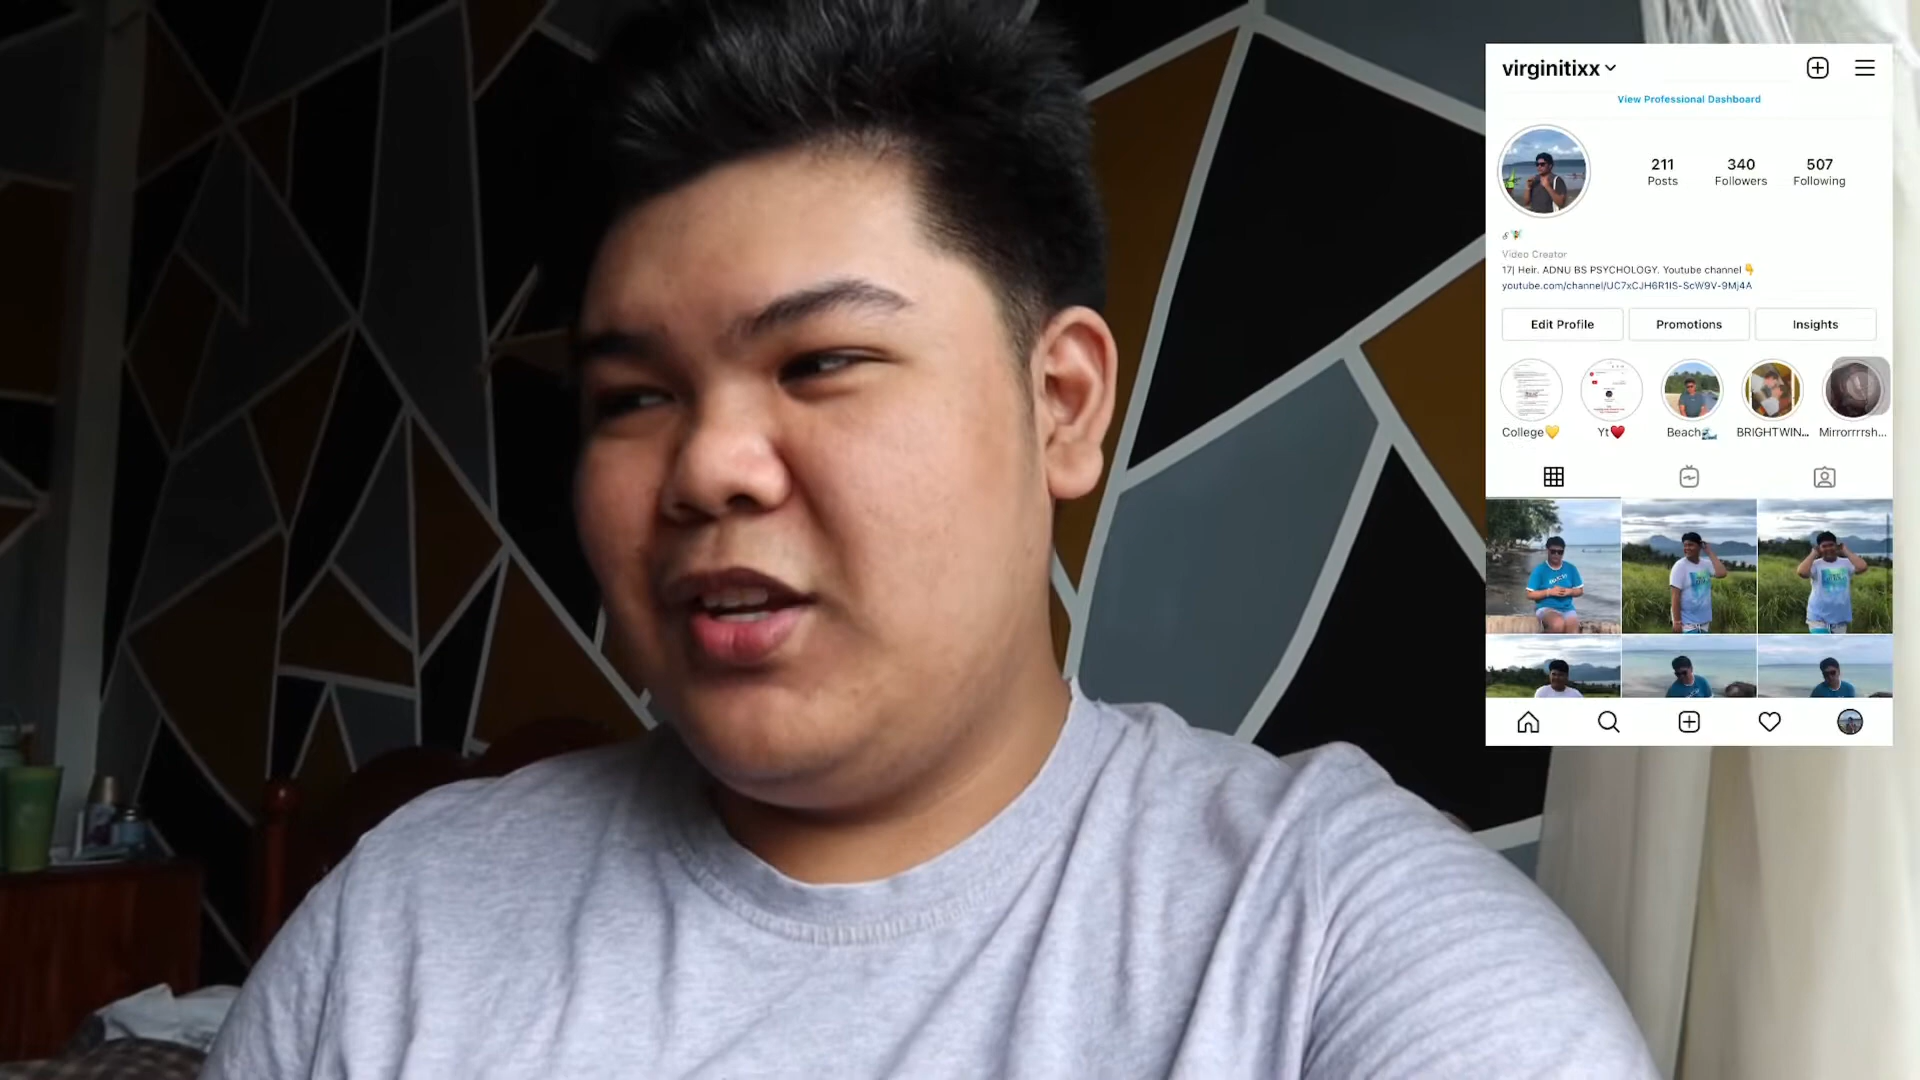 virginitixx
View Professional Dashboard
211 340 507
Posts Followers Following
Video Creator
17| Heir. ADNU BS PSYCHOLOGY. Youtube channel 👇
youtube.com/channel/UC7xCJH6R1IS-ScW9V-9Mj4A
Edit Profile Promotions Insights
College💛 Yt❤️ Beach🌊 BRIGHTWIN... Mirrorrrrsh...